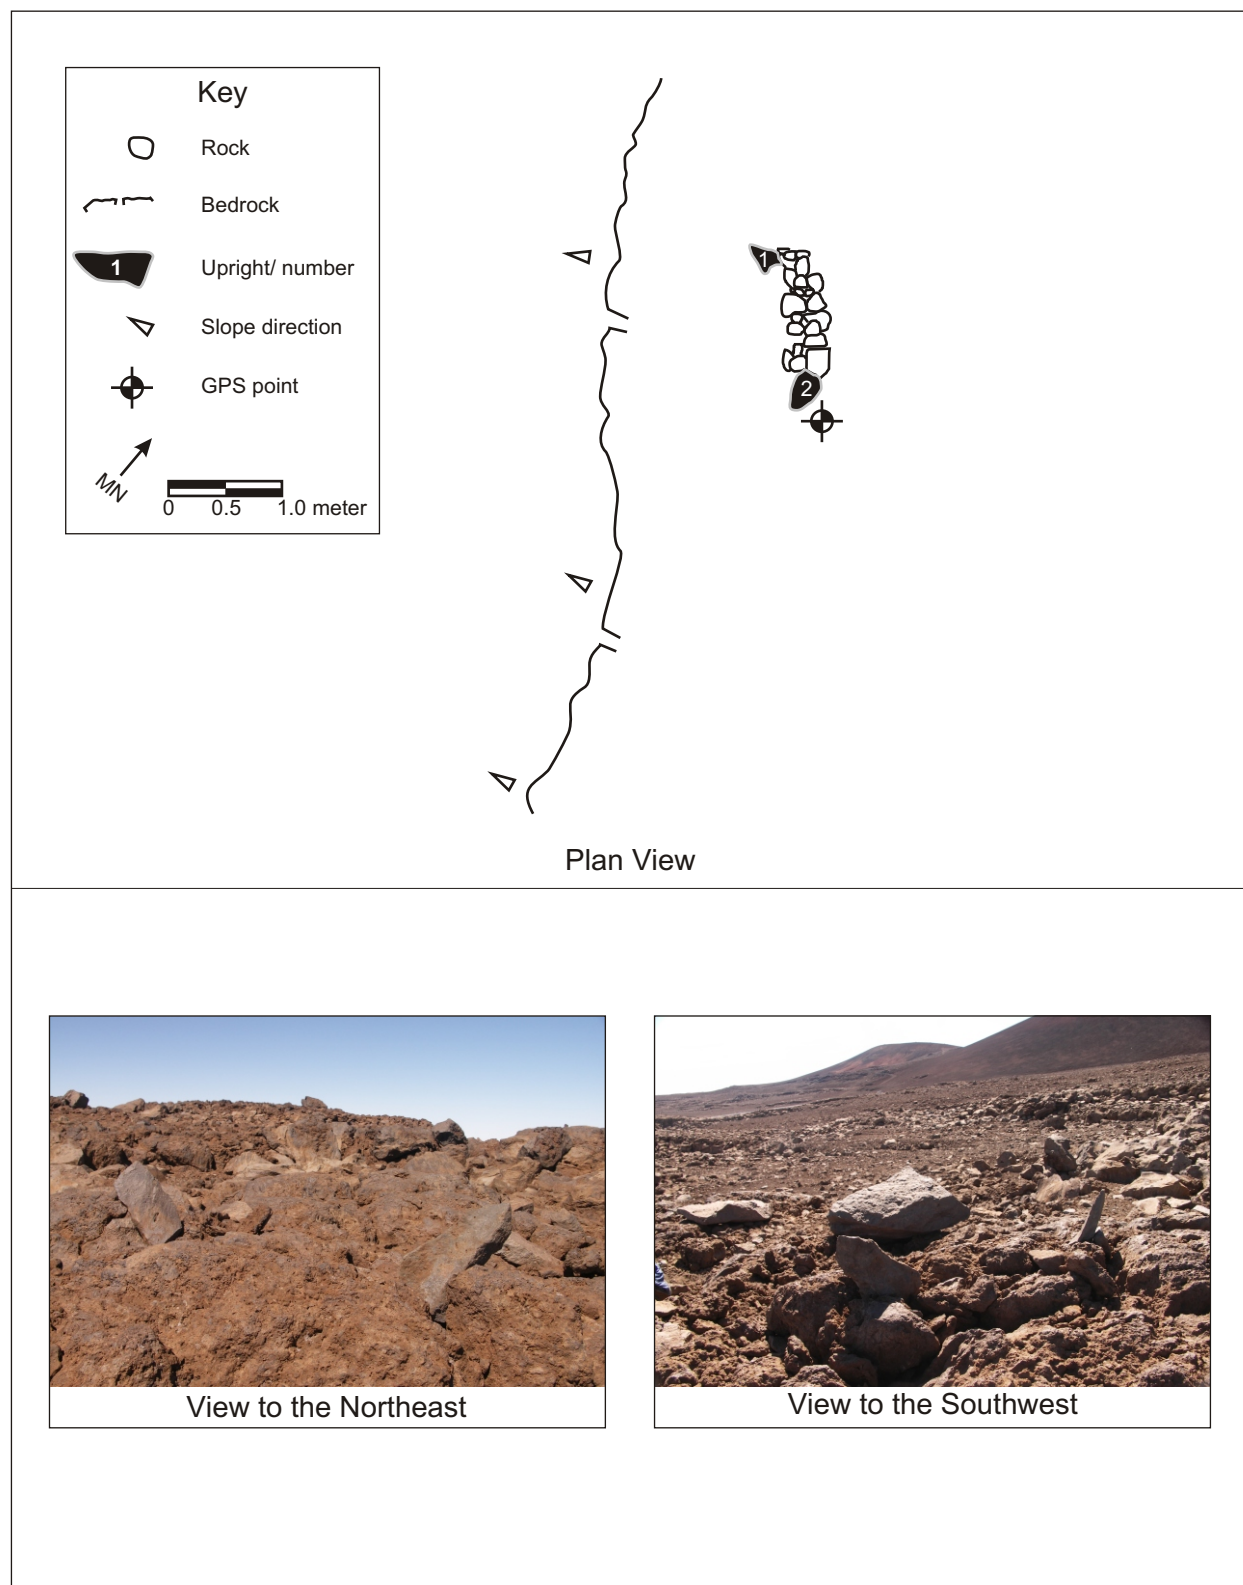 Key
Rock
Bedrock
1
Upright/ number
Slope direction
GPS point
MN
0 0.5 1.0 meter
1
2
Plan View
View to the Northeast
View to the Southwest